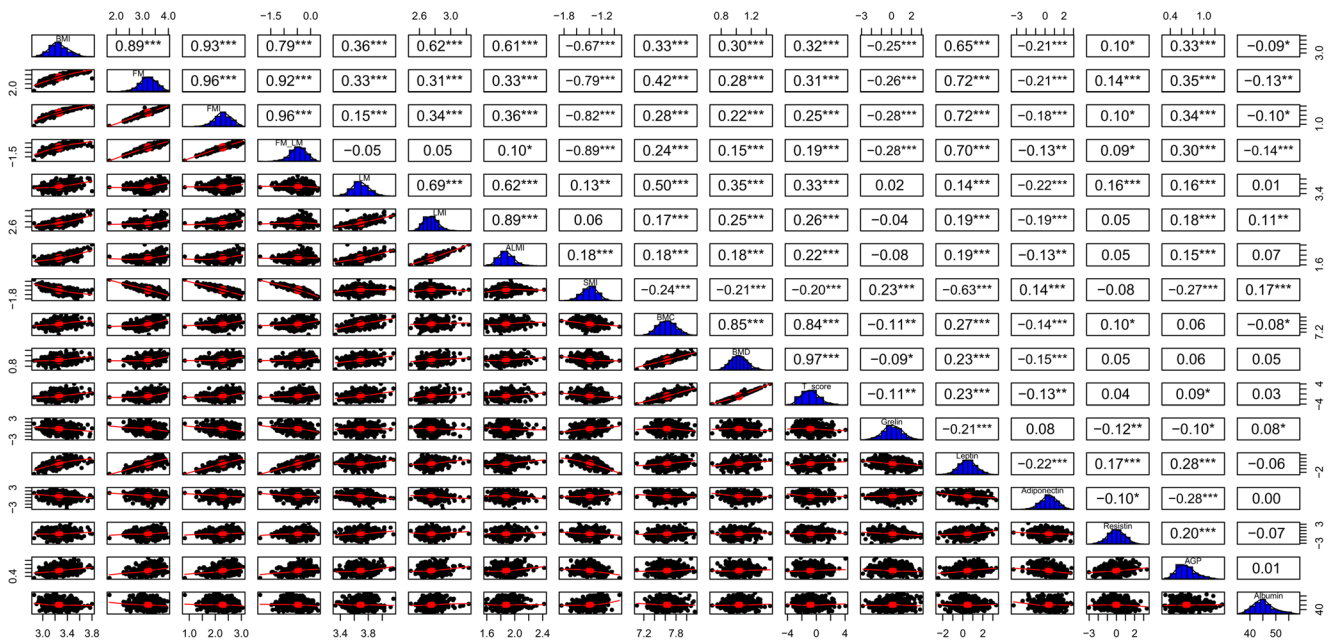 2.0 3.0 4.0 −1.5 0.0 2.6 3.0 −1.8 −1.2 0.8 1.2 −3 0 2 −3 0 2 0.4 1.0
BMI 0.89*** 0.93*** 0.79*** 0.36*** 0.62*** 0.61*** −0.67*** 0.33*** 0.30*** 0.32*** −0.25*** 0.65*** −0.21*** 0.10* 0.33*** −0.09* 3.0
2.0 FM 0.96*** 0.92*** 0.33*** 0.31*** 0.33*** −0.79*** 0.42*** 0.28*** 0.31*** −0.26*** 0.72*** −0.21*** 0.14*** 0.35*** −0.13**
FMI 0.96*** 0.15*** 0.34*** 0.36*** −0.82*** 0.28*** 0.22*** 0.25*** −0.28*** 0.72*** −0.18*** 0.10* 0.34*** −0.10* 1.0
−1.5 FM_LM −0.05 0.05 0.10* −0.89*** 0.24*** 0.15*** 0.19*** −0.28*** 0.70*** −0.13** 0.09* 0.30*** −0.14***
LM 0.69*** 0.62*** 0.13** 0.50*** 0.35*** 0.33*** 0.02 0.14*** −0.22*** 0.16*** 0.16*** 0.01 3.4
2.6 LMI 0.89*** 0.06 0.17*** 0.25*** 0.26*** −0.04 0.19*** −0.19*** 0.05 0.18*** 0.11**
ALMI 0.18*** 0.18*** 0.18*** 0.22*** −0.08 0.19*** −0.13** 0.05 0.15*** 0.07 1.6
−1.8 SMI −0.24*** −0.21*** −0.20*** 0.23*** −0.63*** 0.14*** −0.08 −0.27*** 0.17***
BMC 0.85*** 0.84*** −0.11** 0.27*** −0.14*** 0.10* 0.06 −0.08* 7.2
0.8 BMD 0.97*** −0.09* 0.23*** −0.15*** 0.05 0.06 0.05
T_score −0.11** 0.23*** −0.13** 0.04 0.09* 0.03 −4 4
−3 3 Grelin −0.21*** 0.08 −0.12** −0.10* 0.08*
Leptin −0.22*** 0.17*** 0.28*** −0.06 −2
−3 3 Adiponectin −0.10* −0.28*** 0.00
Resistin 0.20*** −0.07 −3 3
0.4 AGP 0.01
Albumin 40
3.0 3.4 3.8 1.0 2.0 3.0 3.4 3.8 1.6 2.0 2.4 7.2 7.8 −4 0 4 −2 0 2 −3 0 2 40 50